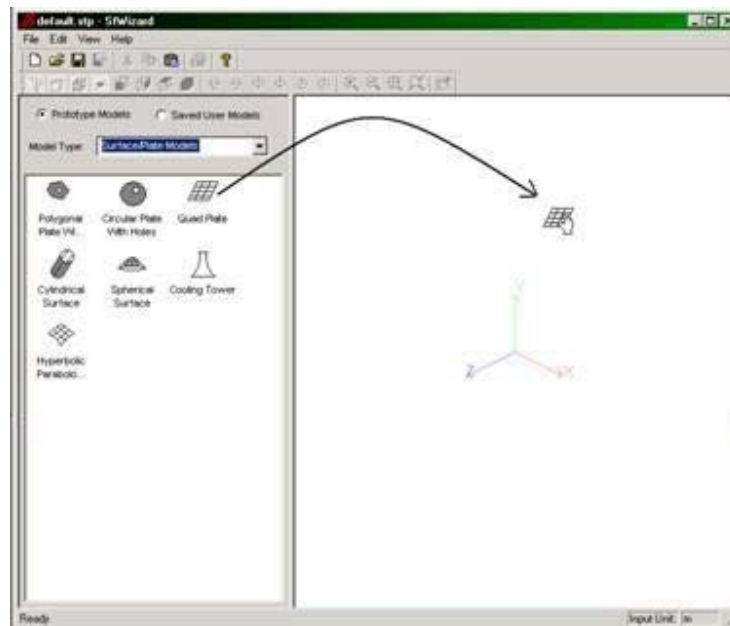 default.stp - StWizard
File Edit View Help
Prototype Models Saved User Models
Model Type: Surface/Plate Models
Polygonal Plate Wi...
Circular Plate With Holes
Quad Plate
Cylindrical Surface
Spherical Surface
Cooling Tower
Hyperbolic Parabolo...
Y
Z X
Ready
Input Unit: m